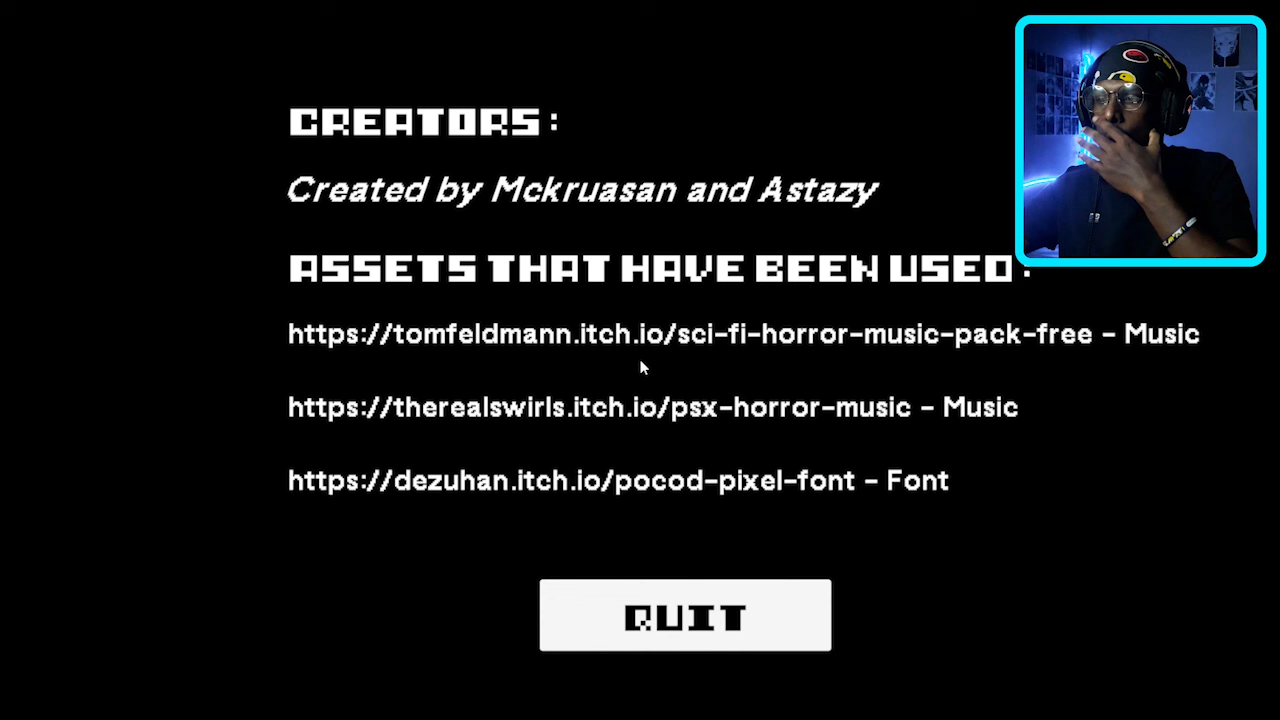 CREATORS:
Created by Mckruasan and Astazy
ASSETS THAT HAVE BEEN USED:
https://tomfeldmann.itch.io/sci-fi-horror-music-pack-free - Music
https://therealswirls.itch.io/psx-horror-music - Music
https://dezuhan.itch.io/pocod-pixel-font - Font
QUIT